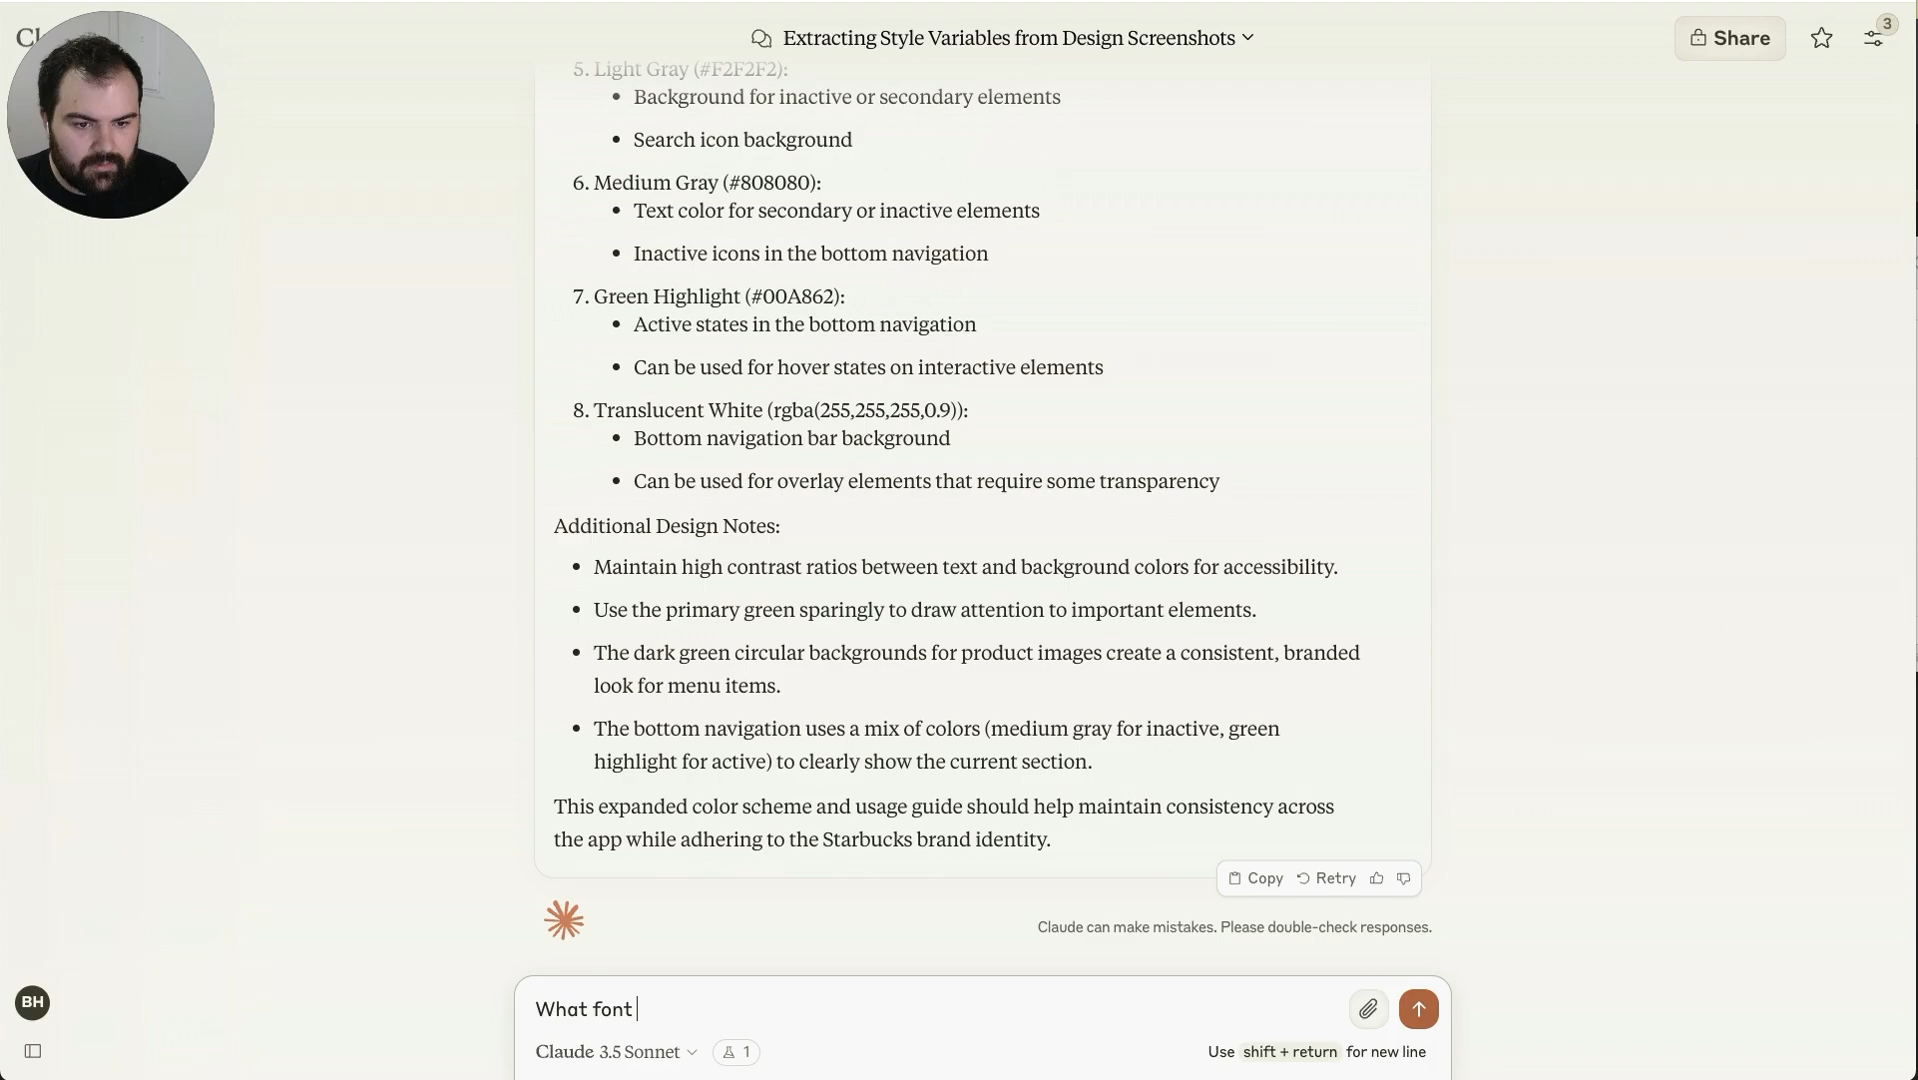 Cl
Extracting Style Variables from Design Screenshots
Share
3
5. Light Gray (#F2F2F2):
• Background for inactive or secondary elements
• Search icon background
6. Medium Gray (#808080):
• Text color for secondary or inactive elements
• Inactive icons in the bottom navigation
7. Green Highlight (#00A862):
• Active states in the bottom navigation
• Can be used for hover states on interactive elements
8. Translucent White (rgba(255,255,255,0.9)):
• Bottom navigation bar background
• Can be used for overlay elements that require some transparency
Additional Design Notes:
• Maintain high contrast ratios between text and background colors for accessibility.
• Use the primary green sparingly to draw attention to important elements.
• The dark green circular backgrounds for product images create a consistent, branded
look for menu items.
• The bottom navigation uses a mix of colors (medium gray for inactive, green
highlight for active) to clearly show the current section.
This expanded color scheme and usage guide should help maintain consistency across
the app while adhering to the Starbucks brand identity.
Copy Retry
Claude can make mistakes. Please double-check responses.
BH
What font
Claude 3.5 Sonnet 1
Use shift + return for new line